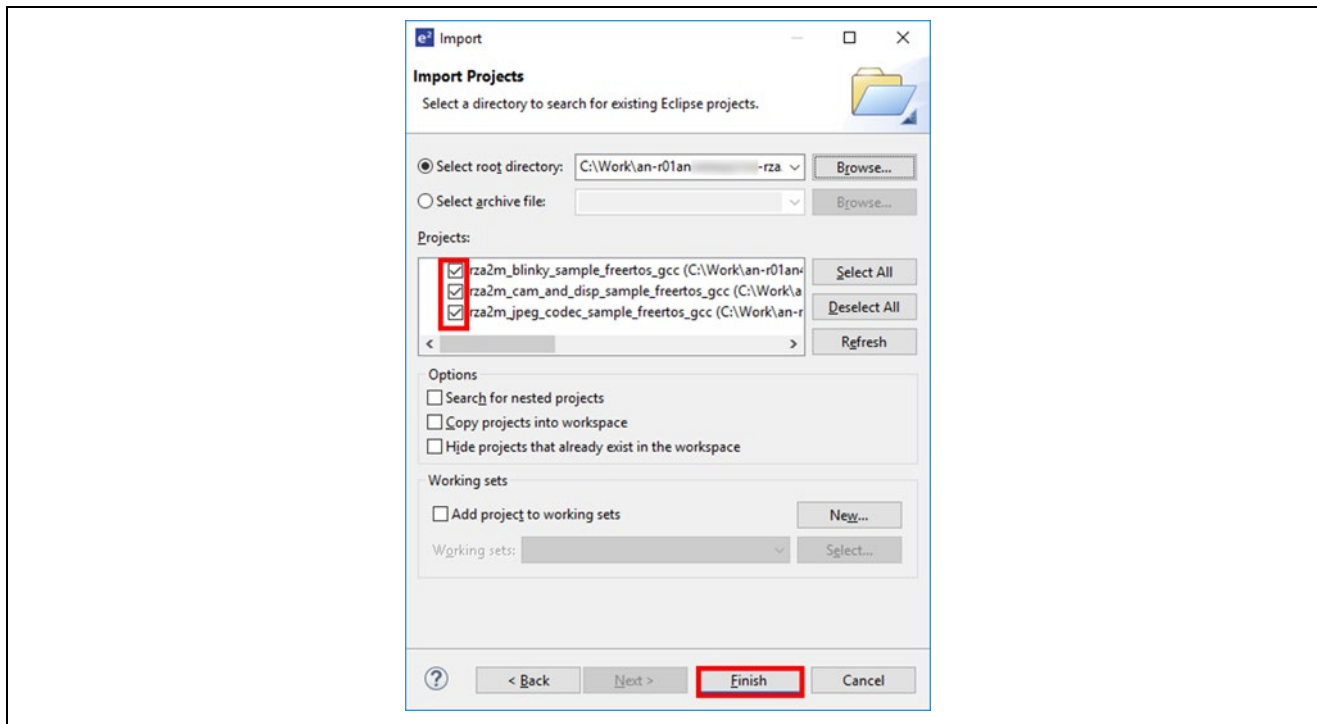 e² Import
Import Projects
Select a directory to search for existing Eclipse projects.
Select root directory: C:\Work\an-r01an -rza Browse...
Select archive file: Browse...
Projects:
rza2m_blinky_sample_freertos_gcc (C:\Work\an-r01an4 Select All
rza2m_cam_and_disp_sample_freertos_gcc (C:\Work\a
rza2m_jpeg_codec_sample_freertos_gcc (C:\Work\an-r Deselect All
Refresh
Options
Search for nested projects
Copy projects into workspace
Hide projects that already exist in the workspace
Working sets
Add project to working sets New...
Working sets: Select...
? < Back Next > Finish Cancel